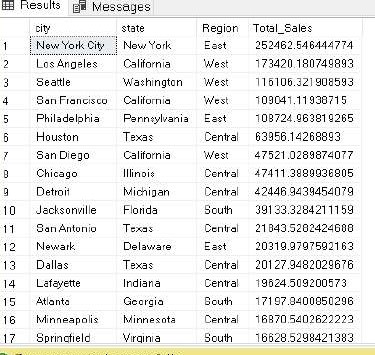 Results Messages
city state Region Total_Sales
1 New York City New York East 252462.546444774
2 Los Angeles California West 173420.180749893
3 Seattle Washington West 116106.321908593
4 San Francisco California West 109041.11936715
5 Philadelphia Pennsylvania East 108724.963819265
6 Houston Texas Central 63956.14268893
7 San Diego California West 47521.0289874077
8 Chicago Illinois Central 47411.3889936805
9 Detroit Michigan Central 42446.9439454079
10 Jacksonville Florida South 39133.3284211159
11 San Antonio Texas Central 21843.5282424688
12 Newark Delaware East 20319.9797592163
13 Dallas Texas Central 20127.9482029676
14 Lafayette Indiana Central 19624.509200573
15 Atlanta Georgia South 17197.8400850296
16 Minneapolis Minnesota Central 16870.5402622223
17 Springfield Virginia South 16628.5298421383